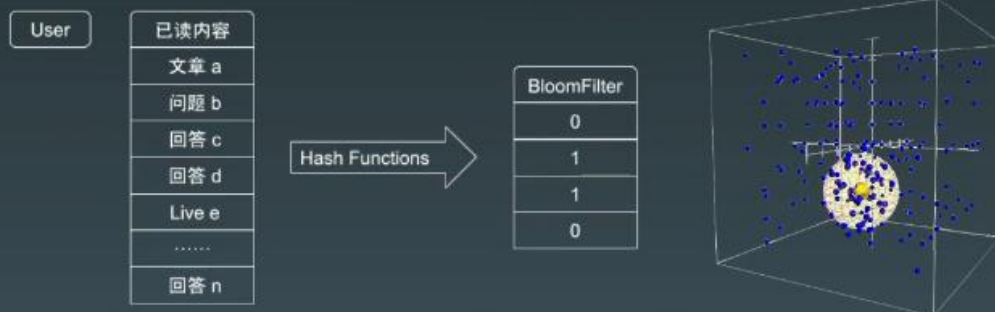 User
已读内容
文章 a
问题 b
回答 c
回答 d
Live e
......
回答 n
Hash Functions
BloomFilter
0
1
1
0